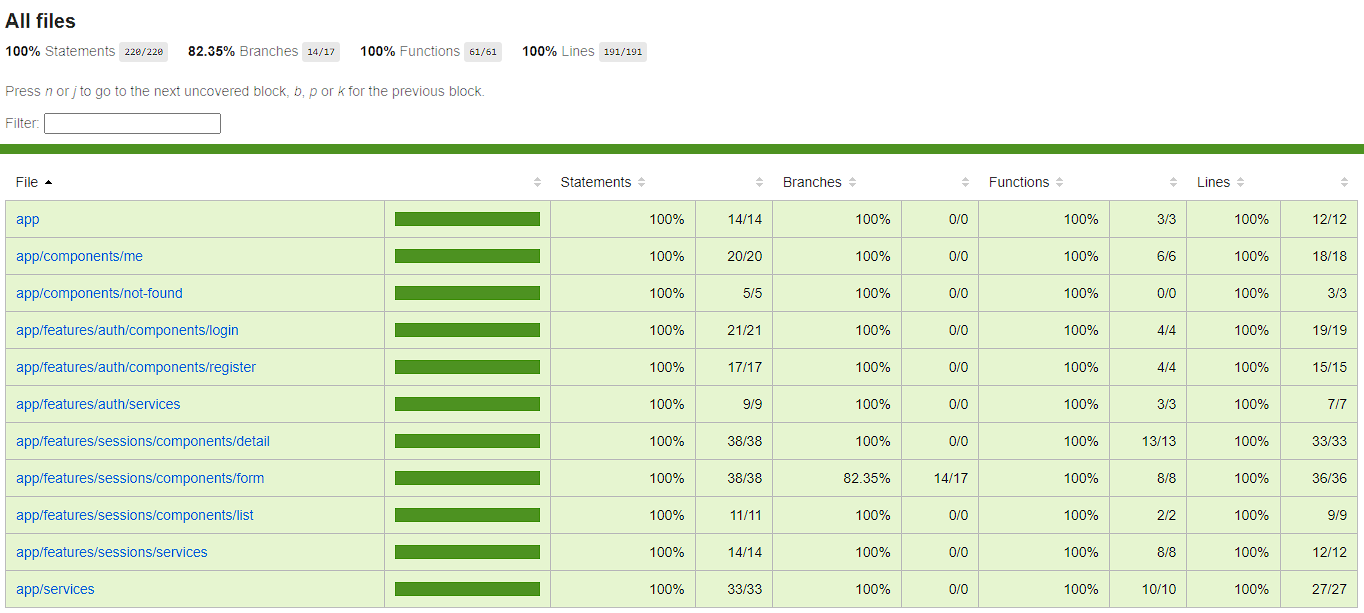 All files
100% Statements 220/220 82.35% Branches 14/17 100% Functions 61/61 100% Lines 191/191
Press n or j to go to the next uncovered block, b, p or k for the previous block.
Filter:
File Statements Branches Functions Lines
app 100% 14/14 100% 0/0 100% 3/3 100% 12/12
app/components/me 100% 20/20 100% 0/0 100% 6/6 100% 18/18
app/components/not-found 100% 5/5 100% 0/0 100% 0/0 100% 3/3
app/features/auth/components/login 100% 21/21 100% 0/0 100% 4/4 100% 19/19
app/features/auth/components/register 100% 17/17 100% 0/0 100% 4/4 100% 15/15
app/features/auth/services 100% 9/9 100% 0/0 100% 3/3 100% 7/7
app/features/sessions/components/detail 100% 38/38 100% 0/0 100% 13/13 100% 33/33
app/features/sessions/components/form 100% 38/38 82.35% 14/17 100% 8/8 100% 36/36
app/features/sessions/components/list 100% 11/11 100% 0/0 100% 2/2 100% 9/9
app/features/sessions/services 100% 14/14 100% 0/0 100% 8/8 100% 12/12
app/services 100% 33/33 100% 0/0 100% 10/10 100% 27/27